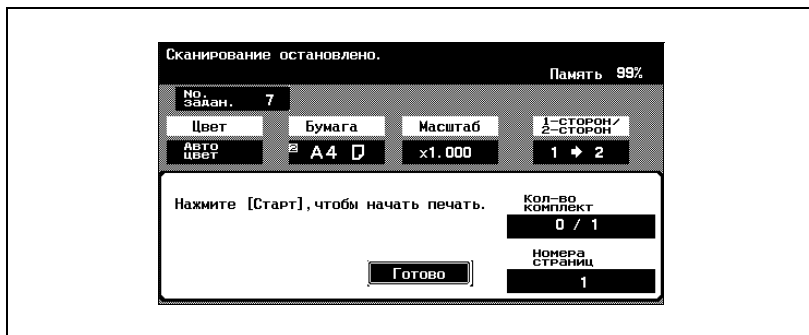 Сканирование остановлено.
Память 99%
No. задан. 7
Цвет Бумага Масштаб 1-сторон/2-сторон
Авто цвет 2 A4 x1.000 1 → 2
Нажмите [Старт],чтобы начать печать.
Кол-во комплект
0 / 1
Номера страниц
Готово
1